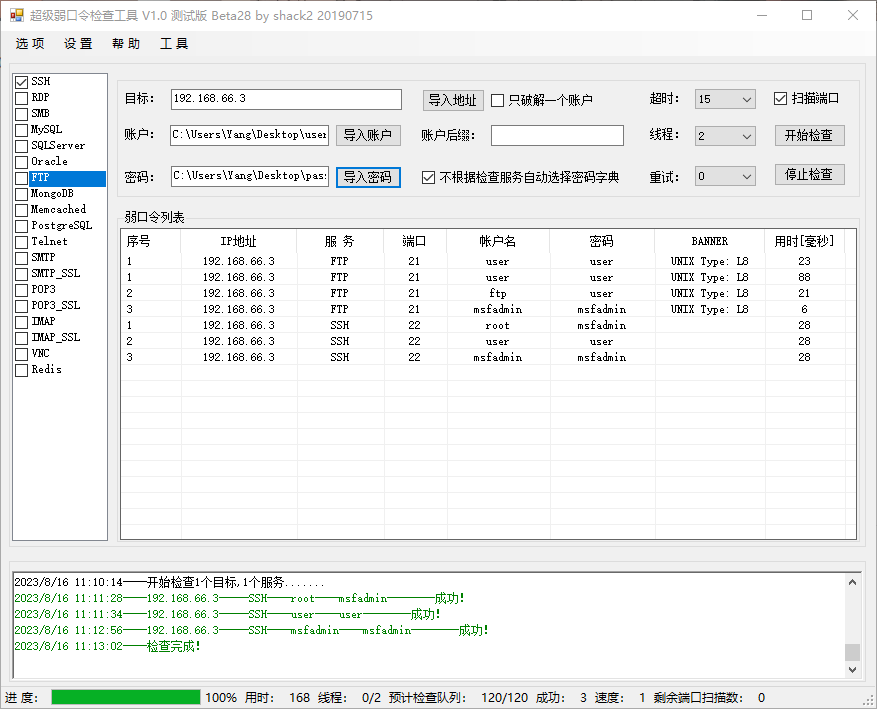 超级弱口令检查工具 V1.0 测试版 Beta28 by shack2 20190715
选项 设置 帮助 工具
SSH
RDP
SMB
MySQL
SQLServer
Oracle
FTP
MongoDB
Memcached
PostgreSQL
Telnet
SMTP
SMTP_SSL
POP3
POP3_SSL
IMAP
IMAP_SSL
VNC
Redis
目标: 192.168.66.3 导入地址 只破解一个账户 超时: 15 扫描端口
账户: C:\Users\Yang\Desktop\user 导入账户 账户后缀: 线程: 2 开始检查
密码: C:\Users\Yang\Desktop\pas 导入密码 不根据检查服务自动选择密码字典 重试: 0 停止检查
弱口令列表
序号 IP地址 服 务 端口 帐户名 密码 BANNER 用时[毫秒]
1 192.168.66.3 FTP 21 user user UNIX Type: L8 23
1 192.168.66.3 FTP 21 user user UNIX Type: L8 88
2 192.168.66.3 FTP 21 ftp user UNIX Type: L8 21
3 192.168.66.3 FTP 21 msfadmin msfadmin UNIX Type: L8 6
1 192.168.66.3 SSH 22 root msfadmin 28
2 192.168.66.3 SSH 22 user user 28
3 192.168.66.3 SSH 22 msfadmin msfadmin 28
2023/8/16 11:10:14——开始检查1个目标,1个服务.......
2023/8/16 11:11:28——192.168.66.3——SSH——root——msfadmin————成功!
2023/8/16 11:11:34——192.168.66.3——SSH——user——user————成功!
2023/8/16 11:12:56——192.168.66.3——SSH——msfadmin——msfadmin————成功!
2023/8/16 11:13:02——检查完成!
进 度: 100% 用时: 168 线程: 0/2 预计检查队列: 120/120 成功: 3 速度: 1 剩余端口扫描数: 0